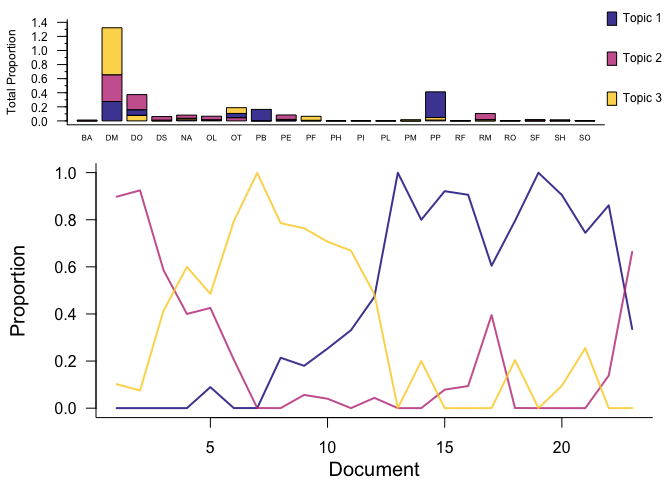 Total Proportion
1.4
1.2
1.0
0.8
0.6
0.4
0.2
0.0
BA DM DO DS NA OL OT PB PE PF PH PI PL PM PP RF RM RO SF SH SO
Topic 1
Topic 2
Topic 3
Proportion
1.0
0.8
0.6
0.4
0.2
0.0
5 10 15 20
Document